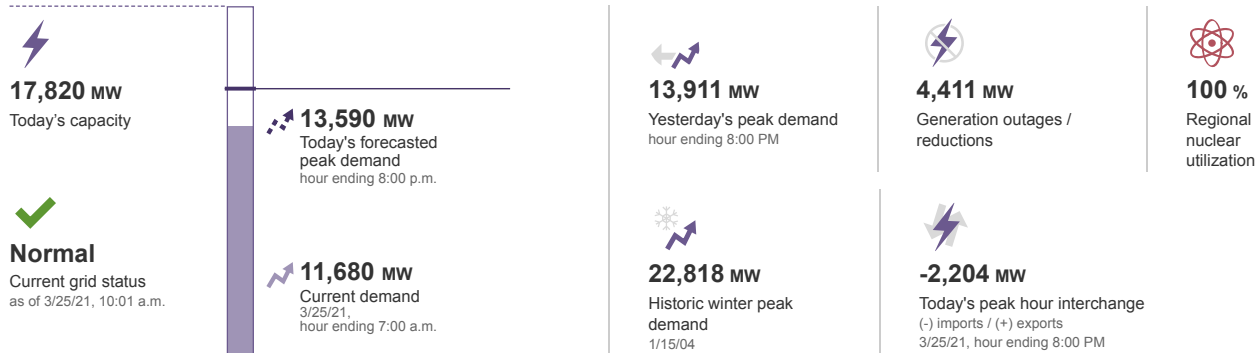 17,820 MW
Today's capacity
Normal
Current grid status
as of 3/25/21, 10:01 a.m.
13,590 MW
Today's forecasted
peak demand
hour ending 8:00 p.m.
11,680 MW
Current demand
3/25/21,
hour ending 7:00 a.m.
13,911 MW
Yesterday's peak demand
hour ending 8:00 PM
4,411 MW
Generation outages /
reductions
100 %
Regional
nuclear
utilization
22,818 MW
Historic winter peak
demand
1/15/04
-2,204 MW
Today's peak hour interchange
(-) imports / (+) exports
3/25/21, hour ending 8:00 PM